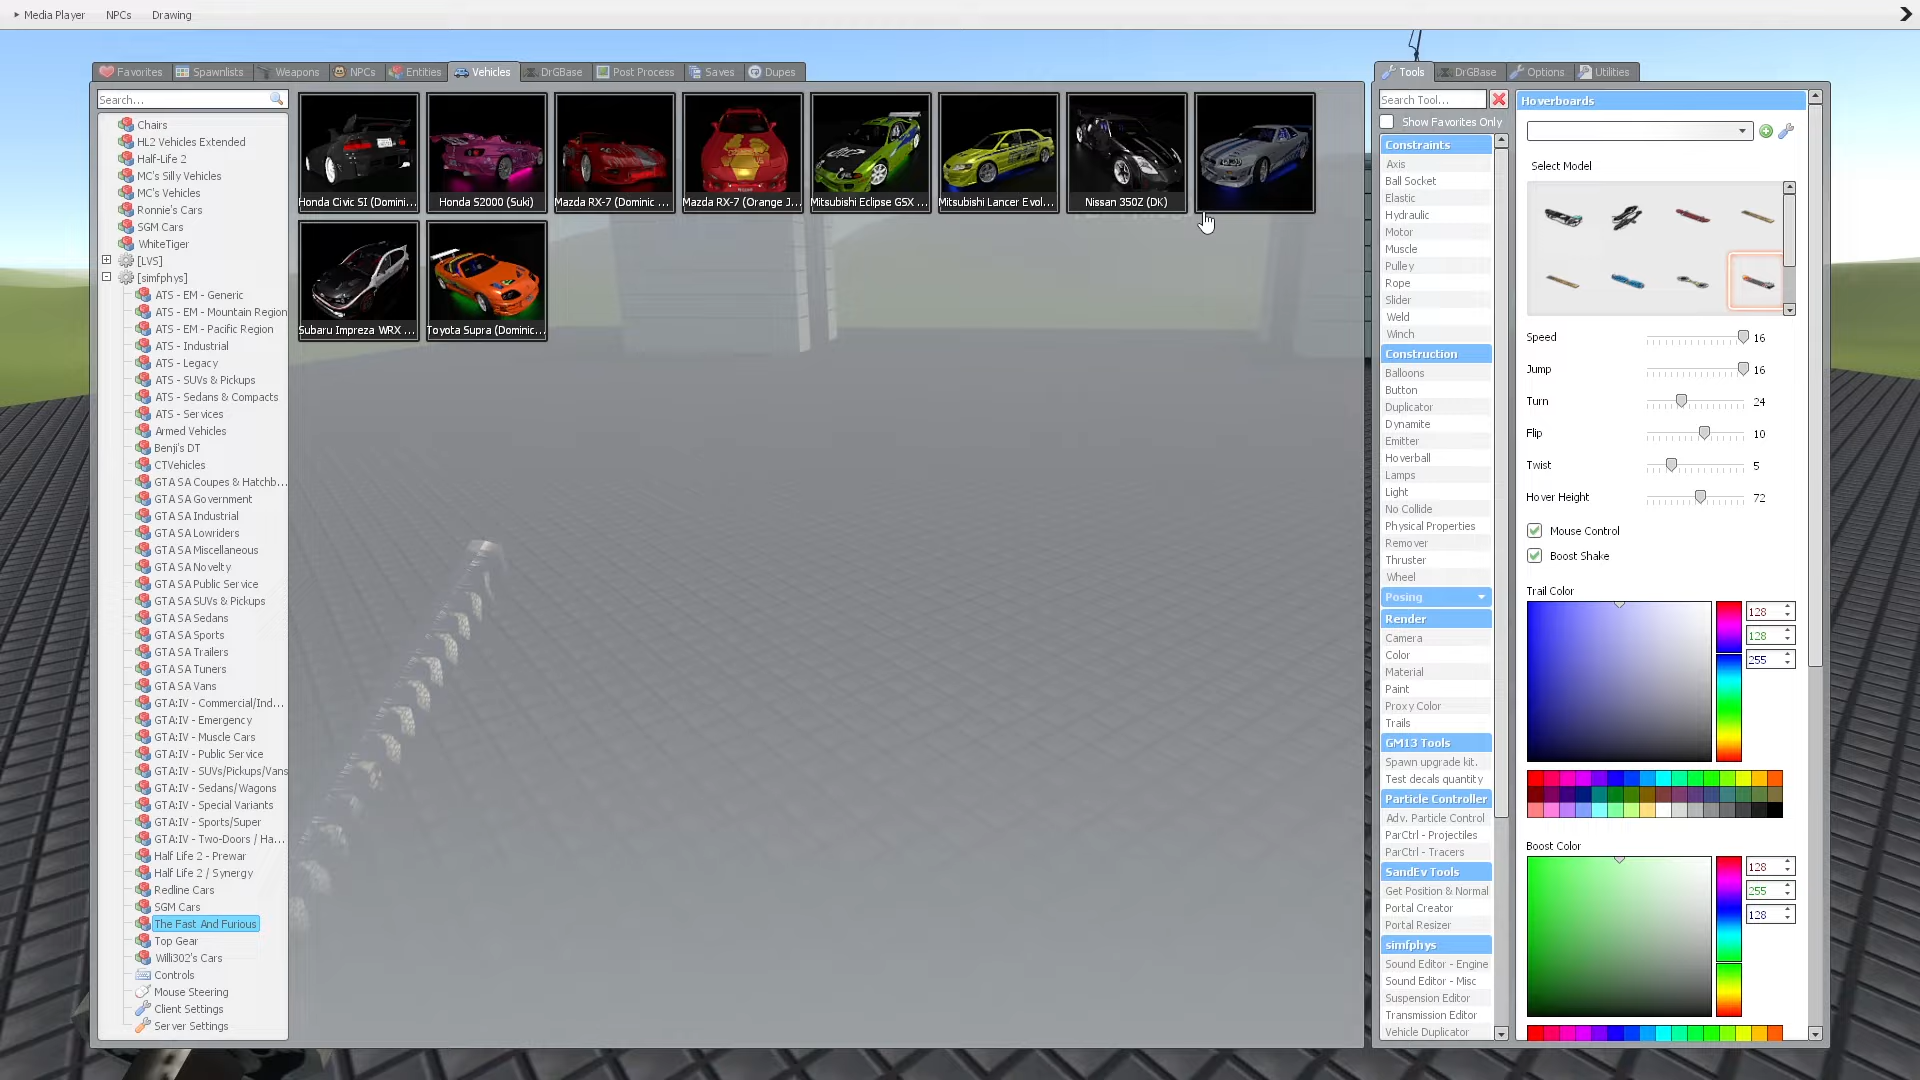 Media Player NPCs Drawing
Favorites Spawnlists Weapons NPCs Entities Vehicles DrGBase Post Process Saves Dupes
Search...
Chairs
HL2 Vehicles Extended
Half-Life 2
MC's Silly Vehicles
MC's Vehicles
Ronnie's Cars
SGM Cars
WhiteTiger
[LVS]
[simfphys]
ATS - EM - Generic
ATS - EM - Mountain Region
ATS - EM - Pacific Region
ATS - Industrial
ATS - Legacy
ATS - SUVs & Pickups
ATS - Sedans & Compacts
ATS - Services
Armed Vehicles
Benji's DT
CTVehicles
GTA SA Coupes & Hatchb...
GTA SA Government
GTA SA Industrial
GTA SA Lowriders
GTA SA Miscellaneous
GTA SA Novelty
GTA SA Public Service
GTA SA SUVs & Pickups
GTA SA Sedans
GTA SA Sports
GTA SA Trailers
GTA SA Tuners
GTA SA Vans
GTA:IV - Commercial/Ind...
GTA:IV - Emergency
GTA:IV - Muscle Cars
GTA:IV - Public Service
GTA:IV - SUVs/Pickups/Vans
GTA:IV - Sedans/Wagons
GTA:IV - Special Variants
GTA:IV - Sports/Super
GTA:IV - Two-Doors / Ha...
Half Life 2 - Prewar
Half Life 2 / Synergy
Redline Cars
SGM Cars
The Fast And Furious
Top Gear
Willi302's Cars
Controls
Mouse Steering
Client Settings
Server Settings
Honda Civic SI (Domini...
Honda S2000 (Suki)
Mazda RX-7 (Dominic ...
Mazda RX-7 (Orange J...
Mitsubishi Eclipse GSX ...
Mitsubishi Lancer Evol...
Nissan 350Z (DK)
Subaru Impreza WRX ...
Toyota Supra (Dominic...
Tools DrGBase Options Utilities
Search Tool...
Show Favorites Only
Constraints
Axis
Ball Socket
Elastic
Hydraulic
Motor
Muscle
Pulley
Rope
Slider
Weld
Winch
Construction
Balloons
Button
Duplicator
Dynamite
Emitter
Hoverball
Lamps
Light
No Collide
Physical Properties
Remover
Thruster
Wheel
Posing
Render
Camera
Color
Material
Paint
Proxy Color
Trails
GM13 Tools
Spawn upgrade kit.
Test decals quantity
Particle Controller
Adv. Particle Control
ParCtrl - Projectiles
ParCtrl - Tracers
SandEv Tools
Get Position & Normal
Portal Creator
Portal Resizer
simfphys
Sound Editor - Engine
Sound Editor - Misc
Suspension Editor
Transmission Editor
Vehicle Duplicator
Hoverboards
Select Model
Speed 16
Jump 16
Turn 24
Flip 10
Twist 5
Hover Height 72
Mouse Control
Boost Shake
Trail Color
128
128
255
Boost Color
128
255
128